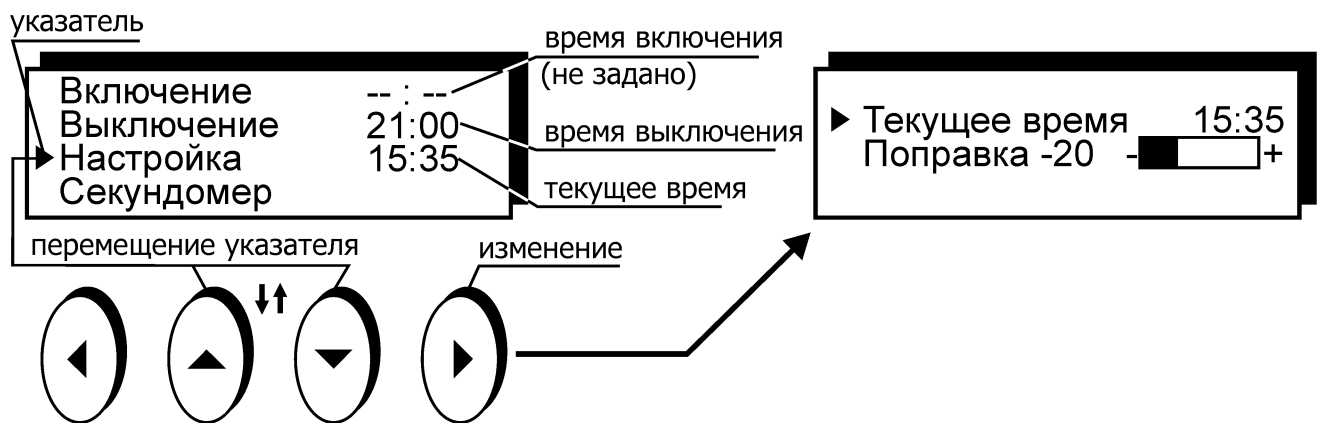 указатель
время включения
(не задано)
Включение -- : --
Выключение 21:00
время выключения
Настройка 15:35
текущее время
Секундомер
Текущее время 15:35
Поправка -20 - +
перемещение указателя
изменение